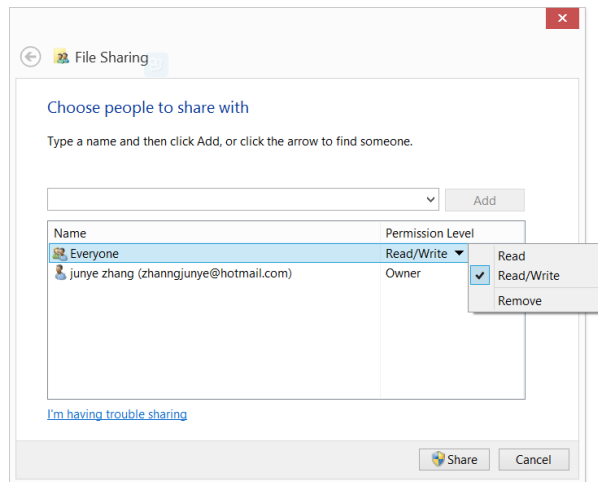 File Sharing
Choose people to share with
Type a name and then click Add, or click the arrow to find someone.
Add
Name Permission Level
Everyone Read/Write
Read
junye zhang (zhanngjunye@hotmail.com) Owner
Read/Write
Remove
I'm having trouble sharing
Share Cancel